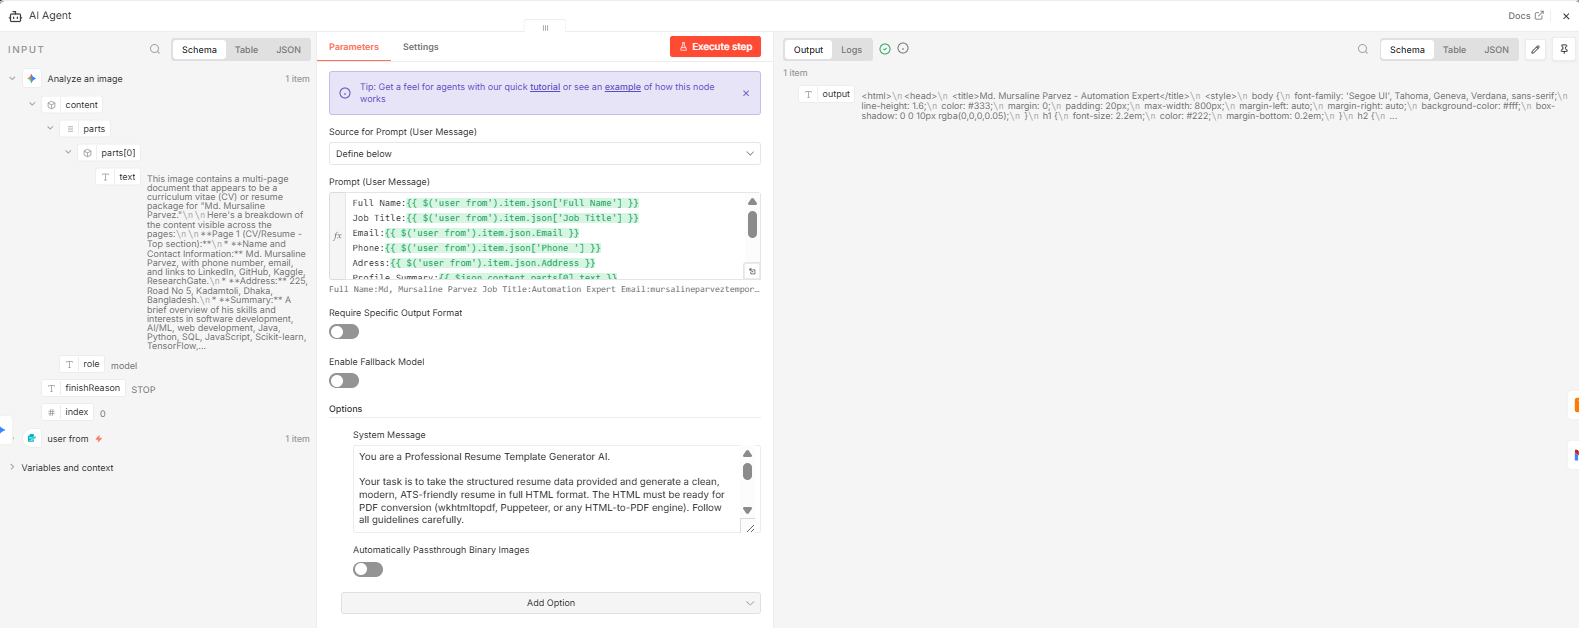 AI Agent
Docs
INPUT
Schema
Table
JSON
Analyze an image
1 item
content
parts
parts[0]
T text
This image contains a multi-page
document that appears to be a
curriculum vitae (CV) or resume
package for "Md. Mursaline
Parvez."\n\nHere's a breakdown of
the content visible across the
pages:\n\n**Page 1 (CV/Resume -
Top section):**\n* **Name and
Contact Information:** Md. Mursaline
Parvez, with phone number, email,
and links to LinkedIn, GitHub, Kaggle,
ResearchGate.\n* **Address:** 225,
Road No 5, Kadamtoli, Dhaka,
Bangladesh.\n* **Summary:** A
brief overview of his skills and
interests in software development,
AI/ML, web development, Java,
Python, SQL, JavaScript, Scikit-learn,
TensorFlow,...
T role
model
T finishReason
STOP
# index
0
user from
1 item
Variables and context
Parameters
Settings
Execute step
Tip: Get a feel for agents with our quick tutorial or see an example of how this node
works
Source for Prompt (User Message)
Define below
Prompt (User Message)
fx
Full Name:{{ $('user from').item.json['Full Name'] }}
Job Title:{{ $('user from').item.json['Job Title'] }}
Email:{{ $('user from').item.json.Email }}
Phone:{{ $('user from').item.json['Phone '] }}
Adress:{{ $('user from').item.json.Address }}
Profile Summary:{{ $json.content.parts[0].text }}
Full Name:Md, Mursaline Parvez Job Title:Automation Expert Email:mursalineparveztempor…
Require Specific Output Format
Enable Fallback Model
Options
System Message
You are a Professional Resume Template Generator AI.
Your task is to take the structured resume data provided and generate a clean,
modern, ATS-friendly resume in full HTML format. The HTML must be ready for
PDF conversion (wkhtmltopdf, Puppeteer, or any HTML-to-PDF engine). Follow
all guidelines carefully.
Automatically Passthrough Binary Images
Add Option
Output
Logs
Schema
Table
JSON
1 item
T output
<html>\n<head>\n <title>Md. Mursaline Parvez - Automation Expert</title>\n <style>\n body {\n font-family: 'Segoe UI', Tahoma, Geneva, Verdana, sans-serif;\n
line-height: 1.6;\n color: #333;\n margin: 0;\n padding: 20px;\n max-width: 800px;\n margin-left: auto;\n margin-right: auto;\n background-color: #fff;\n box-
shadow: 0 0 10px rgba(0,0,0,0.05);\n }\n h1 {\n font-size: 2.2em;\n color: #222;\n margin-bottom: 0.2em;\n }\n h2 {\n ...